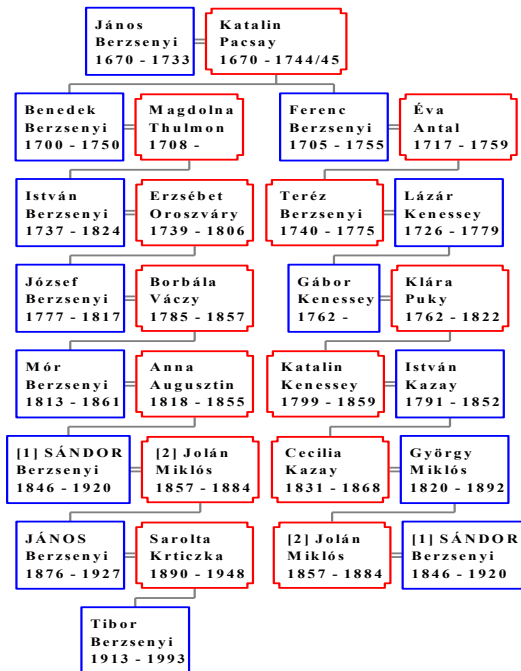 János
Berzsenyi
1670 - 1733
Katalin
Pacsay
1670 - 1744/45
Benedek
Berzsenyi
1700 - 1750
Magdolna
Thulmon
1708 -
Ferenc
Berzsenyi
1705 - 1755
Éva
Antal
1717 - 1759
István
Berzsenyi
1737 - 1824
Erzsébet
Oroszváry
1739 - 1806
Teréz
Berzsenyi
1740 - 1775
Lázár
Kenessey
1726 - 1779
József
Berzsenyi
1777 - 1817
Borbála
Váczy
1785 - 1857
Gábor
Kenessey
1762 -
Klára
Puky
1762 - 1822
Mór
Berzsenyi
1813 - 1861
Anna
Augusztin
1818 - 1855
Katalin
Kenessey
1799 - 1859
István
Kazay
1791 - 1852
[1] SÁNDOR
Berzsenyi
1846 - 1920
[2] Jolán
Miklós
1857 - 1884
Cecilia
Kazay
1831 - 1868
György
Miklós
1820 - 1892
JÁNOS
Berzsenyi
1876 - 1927
Sarolta
Krticzka
1890 - 1948
[2] Jolán
Miklós
1857 - 1884
[1] SÁNDOR
Berzsenyi
1846 - 1920
Tibor
Berzsenyi
1913 - 1993